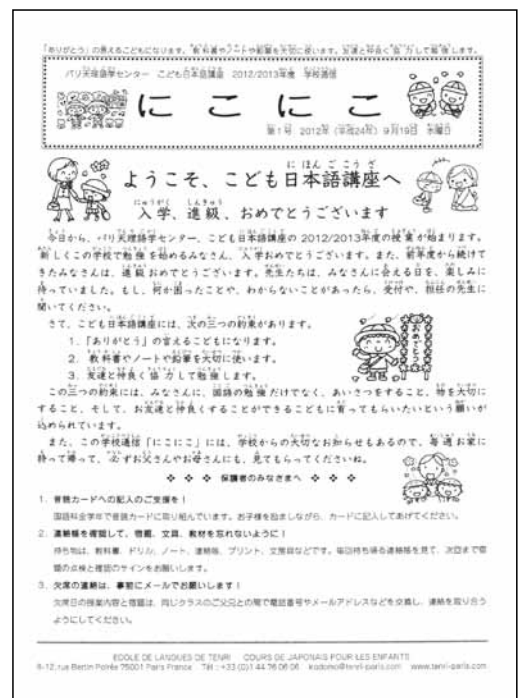 「ありがとう」の言えるこどもになります。教科書やノートや鉛筆を大切に使います。友達と仲良く協力して勉強します。
パリ天理語学センター こども日本語講座 2012/2013年度 学校通信
にこにこ
第1号 2012年(平成24年)9月19日 水曜日
ようこそ、こども日本語講座へ
入学、進級、おめでとうございます
今日から、パリ天理語学センター、こども日本語講座の2012/2013年度の授業が始まります。
新しくこの学校で勉強を始めるみなさん、入学おめでとうございます。また、前年度から続けて
きたみなさんは、進級おめでとうございます。先生たちは、みなさんに会える日を、楽しみに
待っていました。もし、何か困ったことや、わからないことがあったら、受付や、担任の先生に
聞いてください。
さて、こども日本語講座には、次の三つの約束があります。
1.「ありがとう」の言えるこどもになります。
2. 教科書やノートや鉛筆を大切に使います。
3. 友達と仲良く協力して勉強します。
おめでとう
この三つの約束には、みなさんに、国語の勉強だけでなく、あいさつをすること、物を大切に
すること、そして、お友達と仲良くすることができるこどもに育ってもらいたいという願いが
込められています。
また、この学校通信「にこにこ」には、学校からの大切なお知らせもあるので、毎週お家に
持って帰って、必ずお父さんやお母さんにも、見てもらってくださいね。
保護者のみなさまへ
1. 音読カードへの記入のご支援を!
国語科全学年で音読カードに取り組んでいます。お子様を励ましながら、カードに記入してあげてください。
2. 連絡帳を確認して、宿題、文具、教材を忘れないように!
持ち物は、教科書、ドリル、ノート、連絡帳、プリント、文房具などです。毎回持ち帰る連絡帳を見て、次回まで宿
題の点検と確認のサインをお願いします。
3. 欠席の連絡は、事前にメールでお願いします!
欠席日の授業内容と宿題は、同じクラスのご父兄との間で電話番号やメールアドレスなどを交換し、連絡を取り合う
ようにしてください。
ECOLE DE LANGUES DE TENRI COURS DE JAPONAIS POUR LES ENFANTS
8-12, rue Bertin Poirée 75001 Paris France Tél : +33 (0)1 44 76 06 06 kodomo@tenri-paris.com www.tenri-paris.com